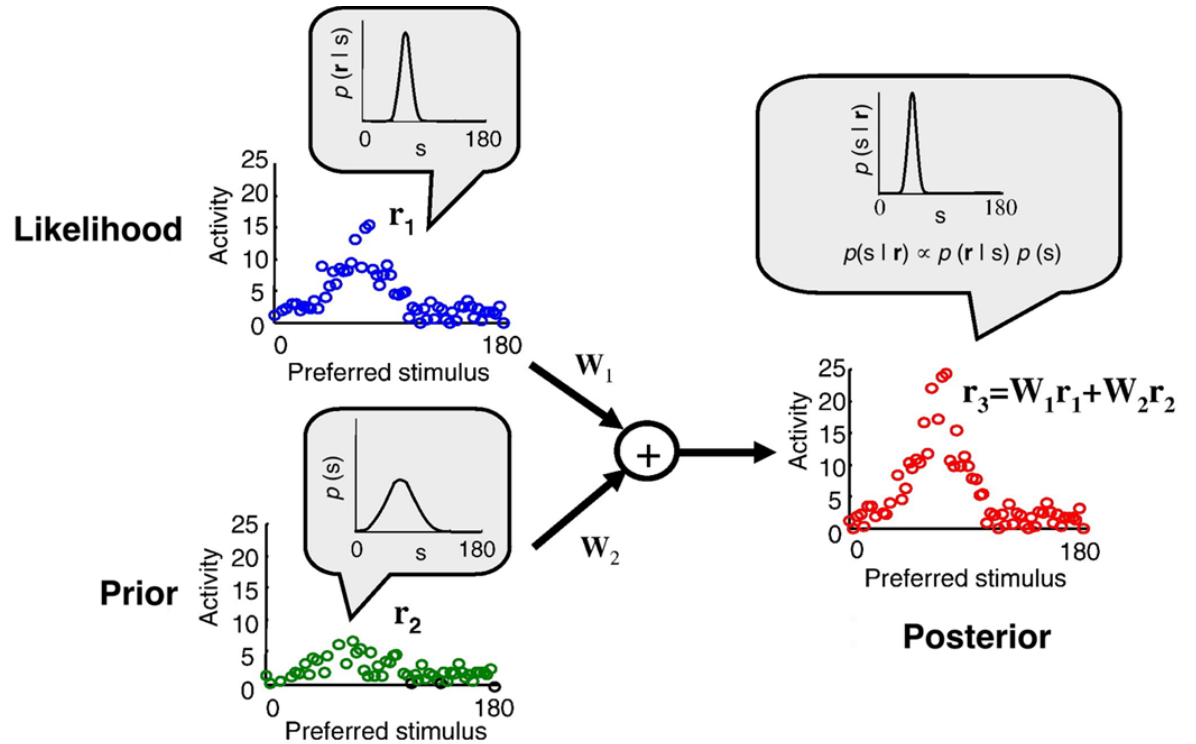 p (r | s)
0
180
s
Likelihood
25
20
15
10
5
0
Activity
r₁
0
180
Preferred stimulus
W₁
p (s)
0
180
s
Prior
25
20
15
10
5
0
Activity
r₂
0
180
Preferred stimulus
W₂
+
p (s | r)
0
180
s
p(s | r) ∝ p (r | s) p (s)
25
20
15
10
5
0
Activity
r₃=W₁r₁+W₂r₂
0
180
Preferred stimulus
Posterior